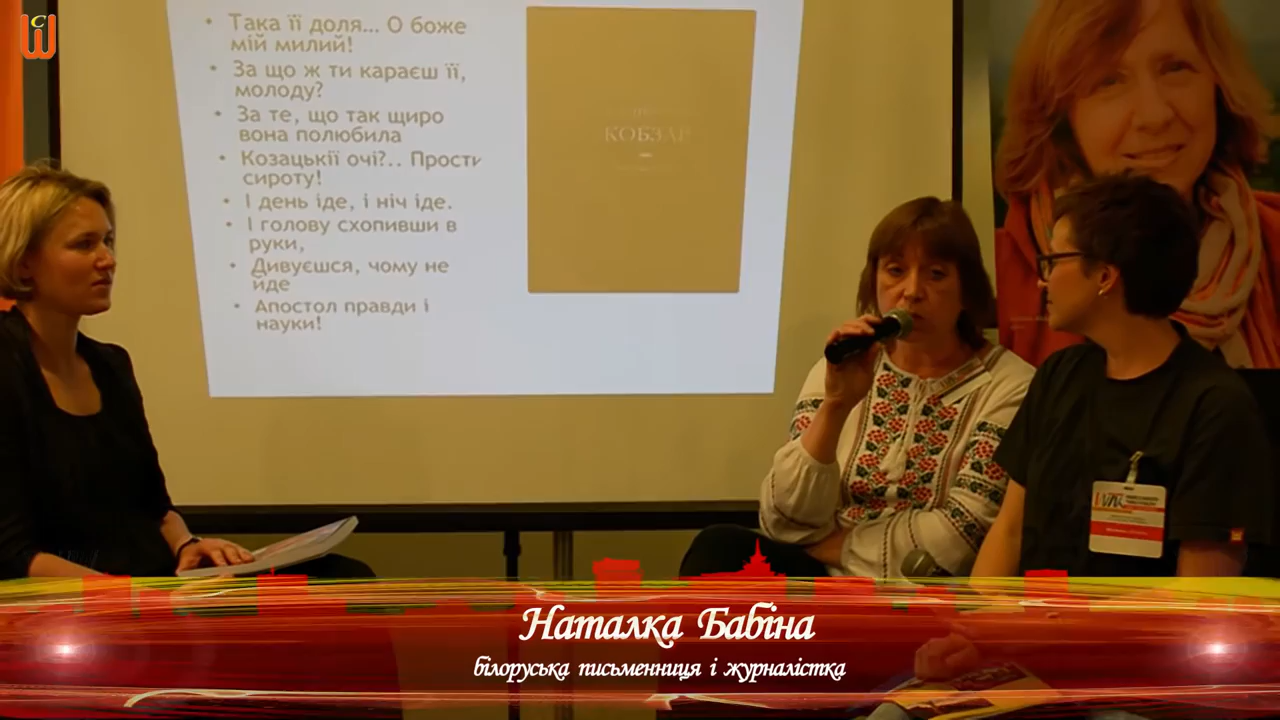 Така її доля... О боже
мій милий!
За що ж ти караєш її,
молоду?
За те, що так щиро
вона полюбила
Козацькії очі?.. Прости
сироту!
І день іде, і ніч іде.
І голову схопивши в
руки,
Дивуєшся, чому не
йде
Апостол правди і
науки!
КОБЗАР
Наталка Бабіна
білоруська письменниця і журналістка